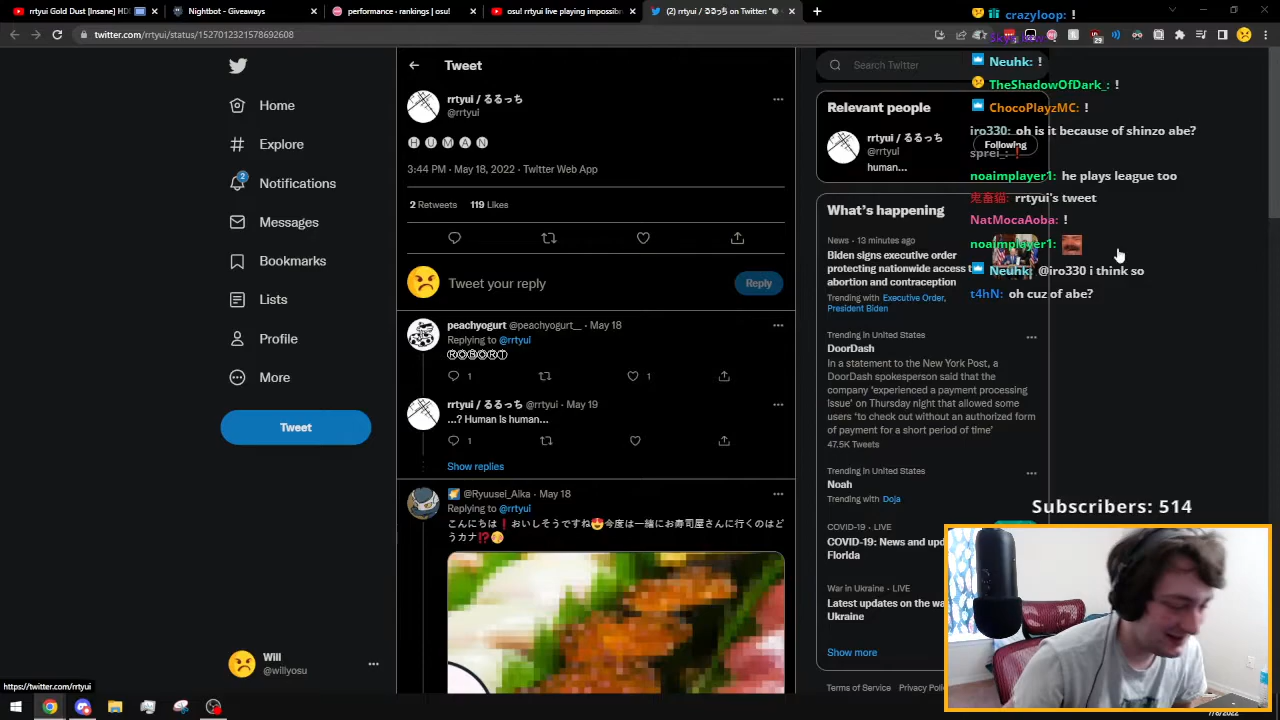 rrtyui Gold Dust [Insane] HD
Nightbot - Giveaways
performance · rankings | osu!
osu! rrtyui live playing impossib
(2) rrtyui / るるっち on Twitter: "
twitter.com/rrtyui/status/1527012321578692608
Home
Explore
2
Notifications
Messages
Bookmarks
Lists
Profile
More
Tweet
Will
@willyosu
https://twitter.com/rrtyui
Tweet
rrtyui / るるっち
@rrtyui
🅗 🅤 🅜 🅐 🅝
3:44 PM · May 18, 2022 · Twitter Web App
2 Retweets 119 Likes
Tweet your reply
Reply
peachyogurt @peachyogurt__ · May 18
Replying to @rrtyui
ⓇⓄⒷⓄⓇⓉ
1
1
rrtyui / るるっち @rrtyui · May 19
...? Human is human...
1
Show replies
@Ryuusei_Aika · May 18
Replying to @rrtyui
こんにちは❗おいしそうですね😍今度は一緒にお寿司屋さんに行くのはど
うカナ⁉️
Search Twitter
Relevant people
rrtyui / るるっち
@rrtyui
Following
human...
What's happening
News · 13 minutes ago
Biden signs executive order
protecting nationwide access t
abortion and contraception
Trending with Executive Order,
President Biden
Trending in United States
DoorDash
In a statement to the New York Post, a
DoorDash spokesperson said that the
company 'experienced a payment processing
issue' on Thursday night that allowed some
users 'to check out without an authorized form
of payment for a short period of time'
47.5K Tweets
Trending in United States
Noah
Trending with Doja
COVID-19 · LIVE
COVID-19: News and upd
Florida
War in Ukraine · LIVE
Latest updates on the wa
Ukraine
Show more
Terms of Service Privacy
crazyloop: !
Neuhk: !
TheShadowOfDark_: !
ChocoPlayzMC: !
iro330: oh is it because of shinzo abe?
sprei_: !
noaimplayer1: he plays league too
鬼畜猫: rrtyui's tweet
NatMocaAoba: !
noaimplayer1:
Neuhk: @iro330 i think so
t4hN: oh cuz of abe?
Subscribers: 514